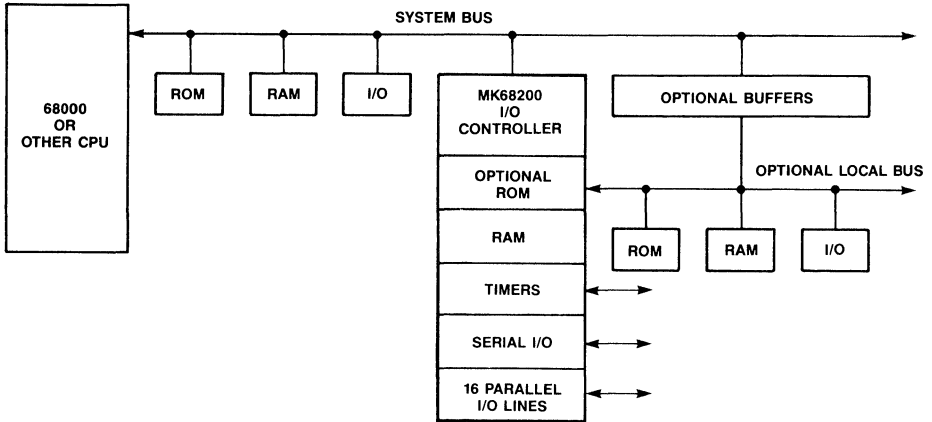 SYSTEM BUS
68000
OR
OTHER CPU
ROM
RAM
I/O
MK68200
I/O
CONTROLLER
OPTIONAL BUFFERS
OPTIONAL
ROM
OPTIONAL LOCAL BUS
RAM
ROM
RAM
I/O
TIMERS
SERIAL I/O
16 PARALLEL
I/O LINES